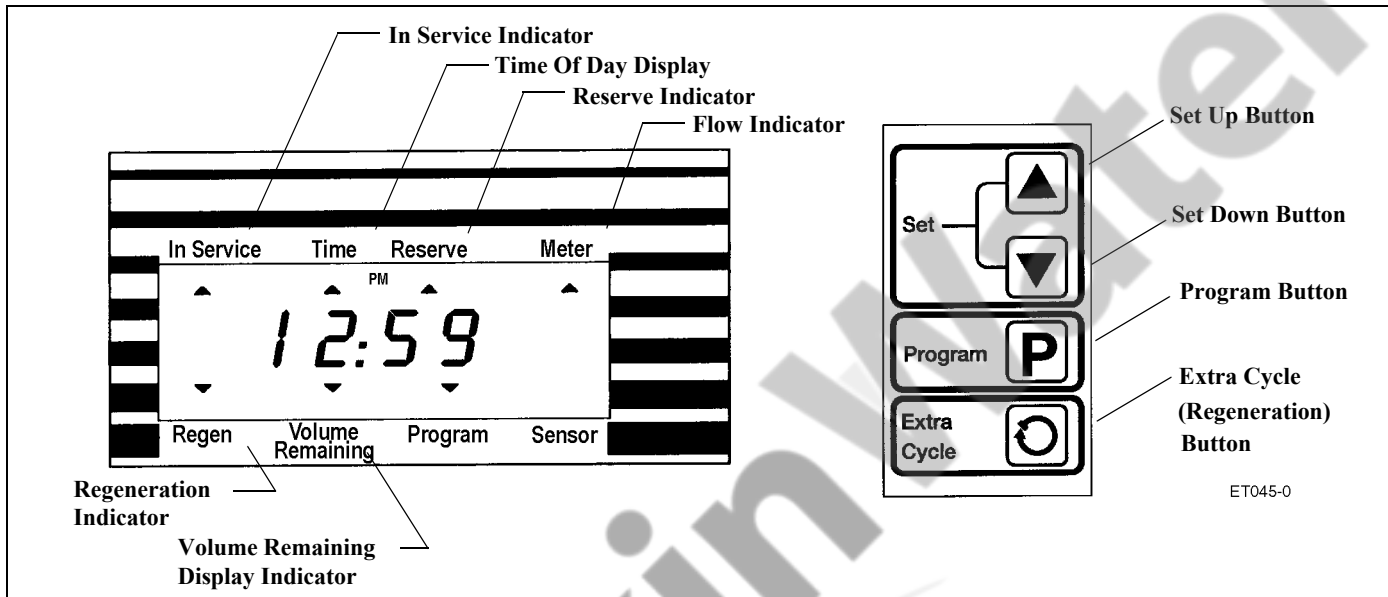 In Service Indicator
Time Of Day Display
Reserve Indicator
Flow Indicator
In Service Time Reserve Meter
PM
12:59
Regen Volume Remaining Program Sensor
Regeneration
Indicator
Volume Remaining
Display Indicator
Set Up Button
Set
Set Down Button
Program Button
Program P
Extra Cycle
(Regeneration)
Button
Extra
Cycle
ET045-0